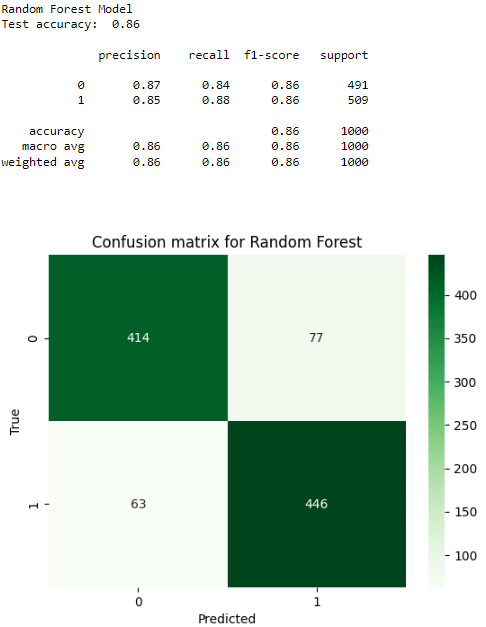 Random Forest Model
Test accuracy:  0.86
precision    recall  f1-score   support
0       0.87      0.84      0.86       491
1       0.85      0.88      0.86       509
accuracy                           0.86      1000
macro avg       0.86      0.86      0.86      1000
weighted avg       0.86      0.86      0.86      1000
Confusion matrix for Random Forest
400
0
414
77
350
300
True
250
200
1
63
446
150
100
0
1
Predicted